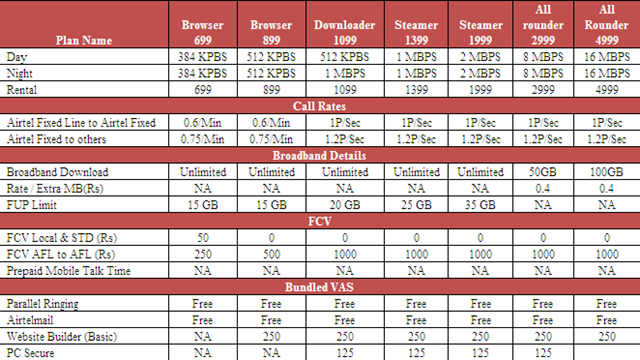 Plan Name Browser 699 Browser 899 Downloader 1099 Steamer 1399 Steamer 1999 All rounder 2999 All Rounder 4999
Day 384 KPBS 512 KPBS 512 KPBS 1 MBPS 2 MBPS 8 MBPS 16 MBPS
Night 384 KPBS 512 KPBS 1 MBPS 1 MBPS 2 MBPS 8 MBPS 16 MBPS
Rental 699 899 1099 1399 1999 2999 4999
Call Rates
Airtel Fixed Line to Airtel Fixed 0.6/Min 0.6/Min 1P/Sec 1P/Sec 1P/Sec 1P/Sec 1P/Sec
Airtel Fixed to others 0.75/Min 0.75/Min 1.2P/Sec 1.2P/Sec 1.2P/Sec 1.2P/Sec 1.2P/Sec
Broadband Details
Broadband Download Unlimited Unlimited Unlimited Unlimited Unlimited 50GB 100GB
Rate / Extra MB(Rs) NA NA NA NA NA 0.4 0.4
FUP Limit 15 GB 15 GB 20 GB 25 GB 35 GB NA NA
FCV
FCV Local & STD (Rs) 50 0 0 0 0 0 0
FCV AFL to AFL (Rs) 250 500 1000 1000 1000 1000 1000
Prepaid Mobile Talk Time NA NA NA NA NA NA NA
Bundled VAS
Parallel Ringing Free Free Free Free Free Free Free
Airtelmail Free Free Free Free Free Free Free
Website Builder (Basic) NA 250 250 250 250 250 250
PC Secure NA NA 125 125 125 125